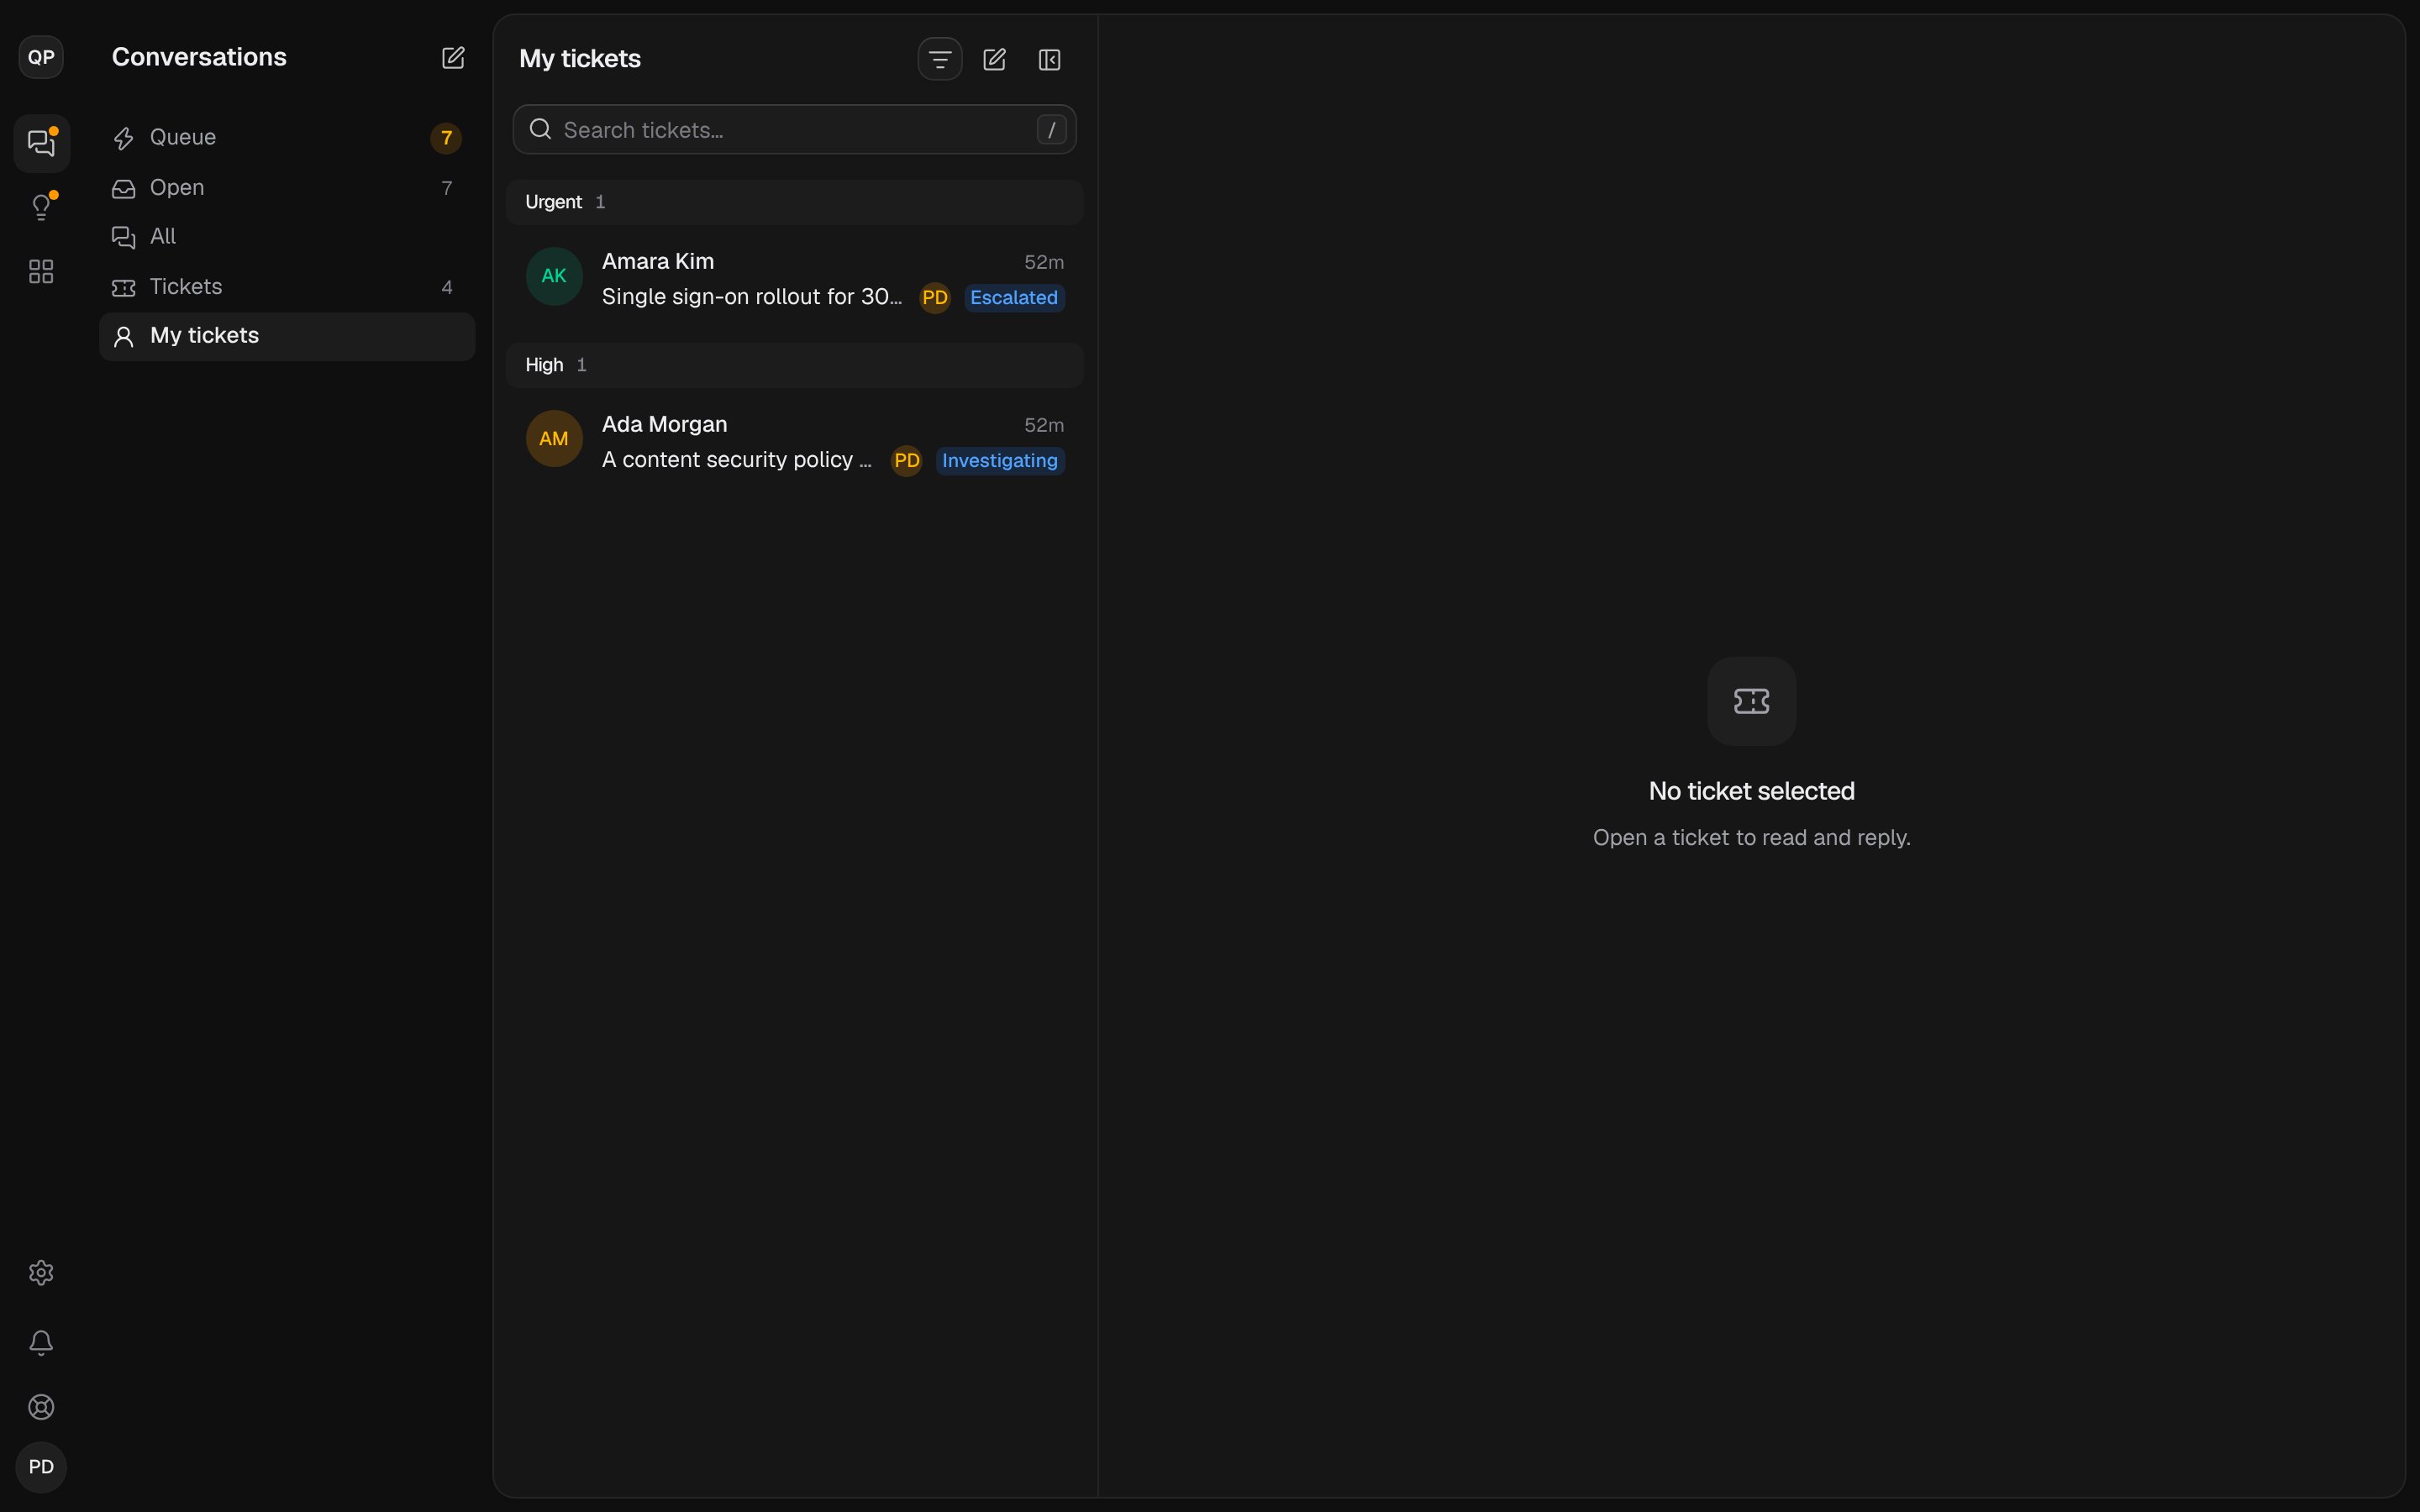 QP
Conversations
Queue 7
Open 7
All
Tickets 4
My tickets
PD
My tickets
Search tickets... /
Urgent 1
AK Amara Kim 52m
Single sign-on rollout for 30... PD Escalated
High 1
AM Ada Morgan 52m
A content security policy ... PD Investigating
No ticket selected
Open a ticket to read and reply.